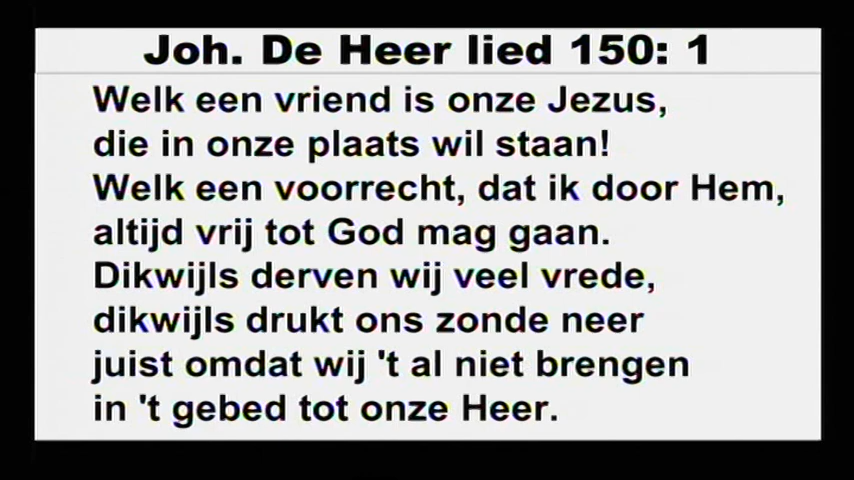 Joh. De Heer lied 150: 1
Welk een vriend is onze Jezus,
die in onze plaats wil staan!
Welk een voorrecht, dat ik door Hem,
altijd vrij tot God mag gaan.
Dikwijls derven wij veel vrede,
dikwijls drukt ons zonde neer
juist omdat wij 't al niet brengen
in 't gebed tot onze Heer.